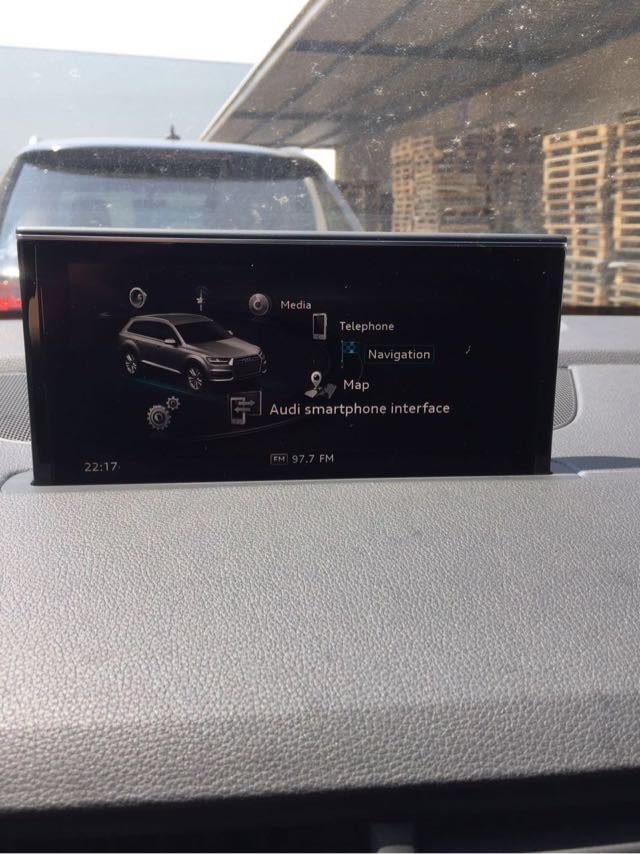 Media
Telephone
Navigation
Map
Audi smartphone interface
22:17
FM 97.7 FM